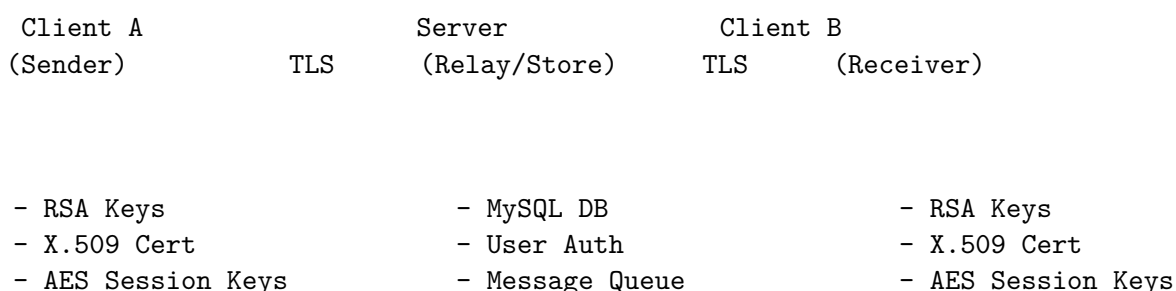 Client A Server Client B
(Sender) TLS (Relay/Store) TLS (Receiver)
- RSA Keys - MySQL DB - RSA Keys
- X.509 Cert - User Auth - X.509 Cert
- AES Session Keys - Message Queue - AES Session Keys